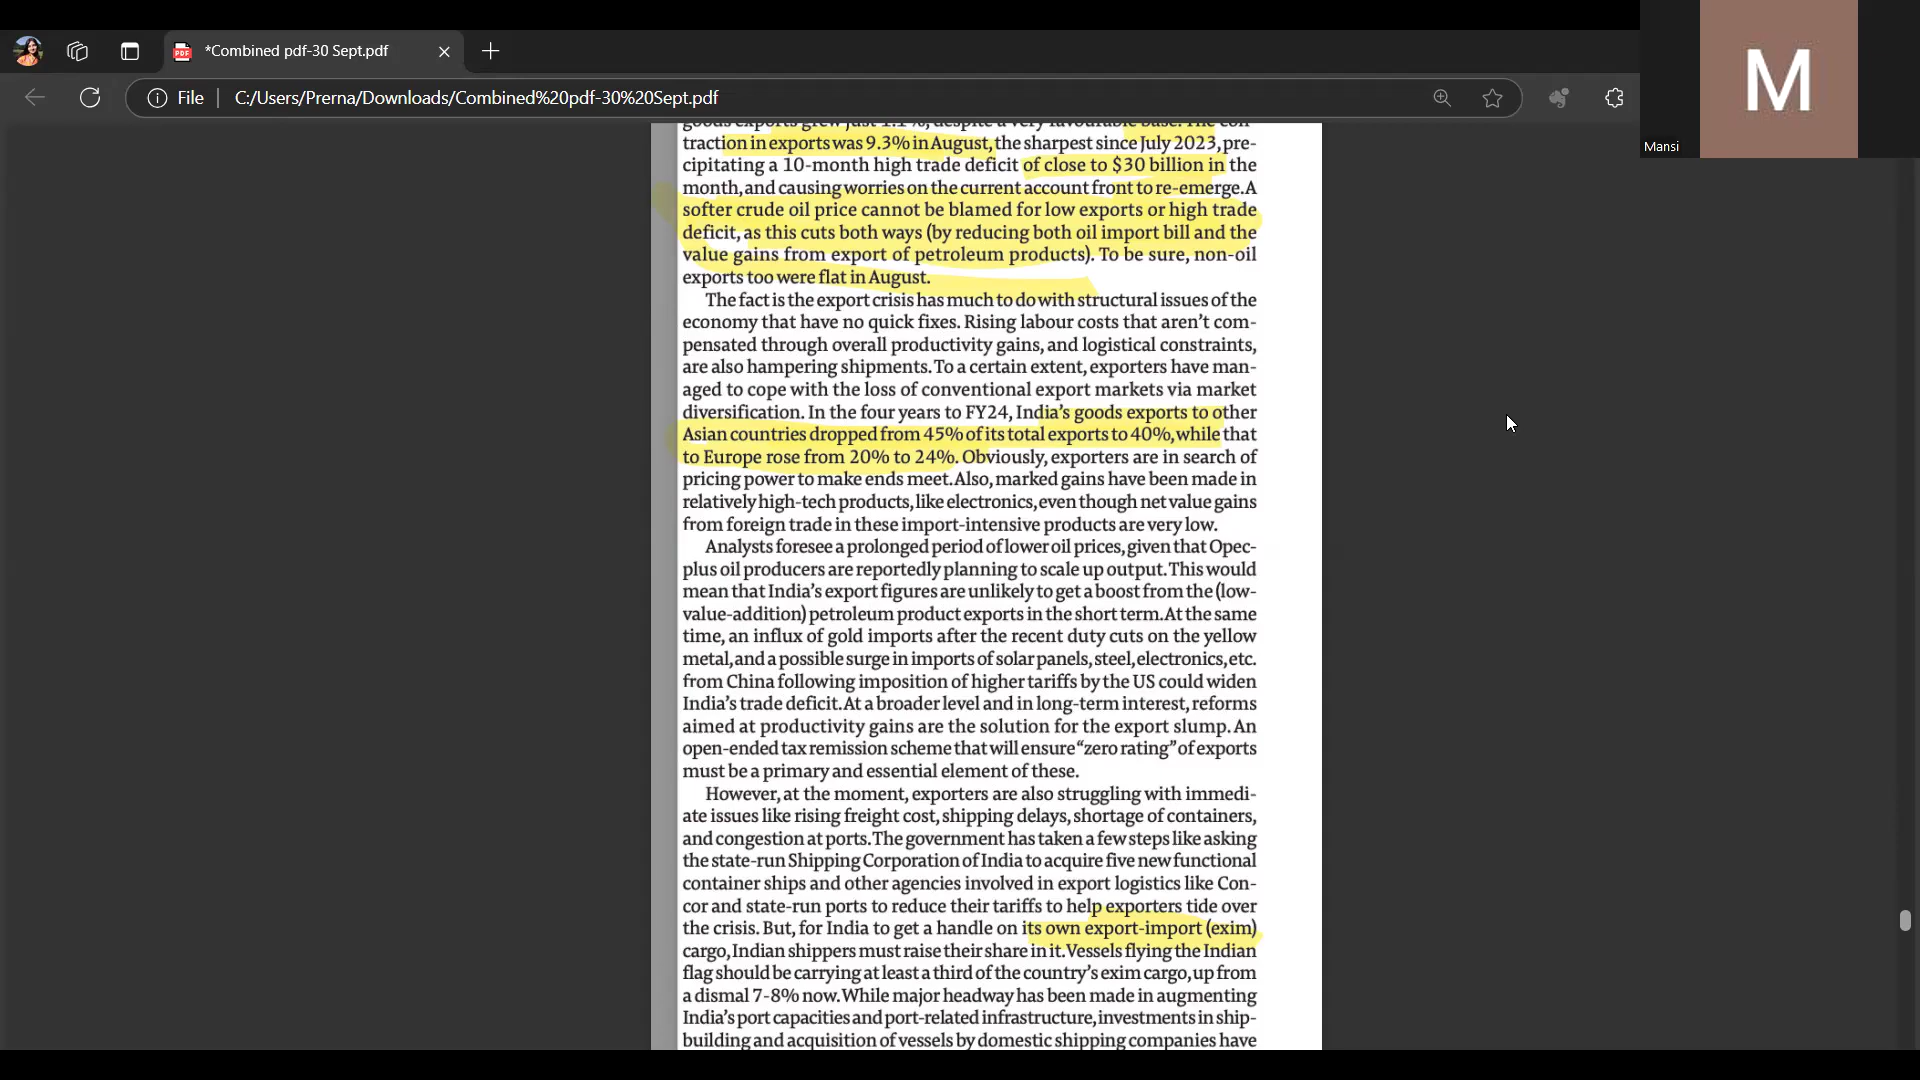 *Combined pdf-30 Sept.pdf
File
C:/Users/Prerna/Downloads/Combined%20pdf-30%20Sept.pdf
M
Mansi
goods exports grew just 1.1%, despite a very favourable base. The con-
traction in exports was 9.3% in August, the sharpest since July 2023, pre-
cipitating a 10-month high trade deficit of close to $30 billion in the
month, and causing worries on the current account front to re-emerge. A
softer crude oil price cannot be blamed for low exports or high trade
deficit, as this cuts both ways (by reducing both oil import bill and the
value gains from export of petroleum products). To be sure, non-oil
exports too were flat in August.
The fact is the export crisis has much to do with structural issues of the
economy that have no quick fixes. Rising labour costs that aren't com-
pensated through overall productivity gains, and logistical constraints,
are also hampering shipments. To a certain extent, exporters have man-
aged to cope with the loss of conventional export markets via market
diversification. In the four years to FY24, India's goods exports to other
Asian countries dropped from 45% of its total exports to 40%, while that
to Europe rose from 20% to 24%. Obviously, exporters are in search of
pricing power to make ends meet. Also, marked gains have been made in
relatively high-tech products, like electronics, even though net value gains
from foreign trade in these import-intensive products are very low.
Analysts foresee a prolonged period of lower oil prices, given that Opec-
plus oil producers are reportedly planning to scale up output. This would
mean that India's export figures are unlikely to get a boost from the (low-
value-addition) petroleum product exports in the short term. At the same
time, an influx of gold imports after the recent duty cuts on the yellow
metal, and a possible surge in imports of solar panels, steel, electronics, etc.
from China following imposition of higher tariffs by the US could widen
India's trade deficit. At a broader level and in long-term interest, reforms
aimed at productivity gains are the solution for the export slump. An
open-ended tax remission scheme that will ensure “zero rating” of exports
must be a primary and essential element of these.
However, at the moment, exporters are also struggling with immedi-
ate issues like rising freight cost, shipping delays, shortage of containers,
and congestion at ports. The government has taken a few steps like asking
the state-run Shipping Corporation of India to acquire five new functional
container ships and other agencies involved in export logistics like Con-
cor and state-run ports to reduce their tariffs to help exporters tide over
the crisis. But, for India to get a handle on its own export-import (exim)
cargo, Indian shippers must raise their share in it. Vessels flying the Indian
flag should be carrying at least a third of the country's exim cargo, up from
a dismal 7-8% now. While major headway has been made in augmenting
India's port capacities and port-related infrastructure, investments in ship-
building and acquisition of vessels by domestic shipping companies have